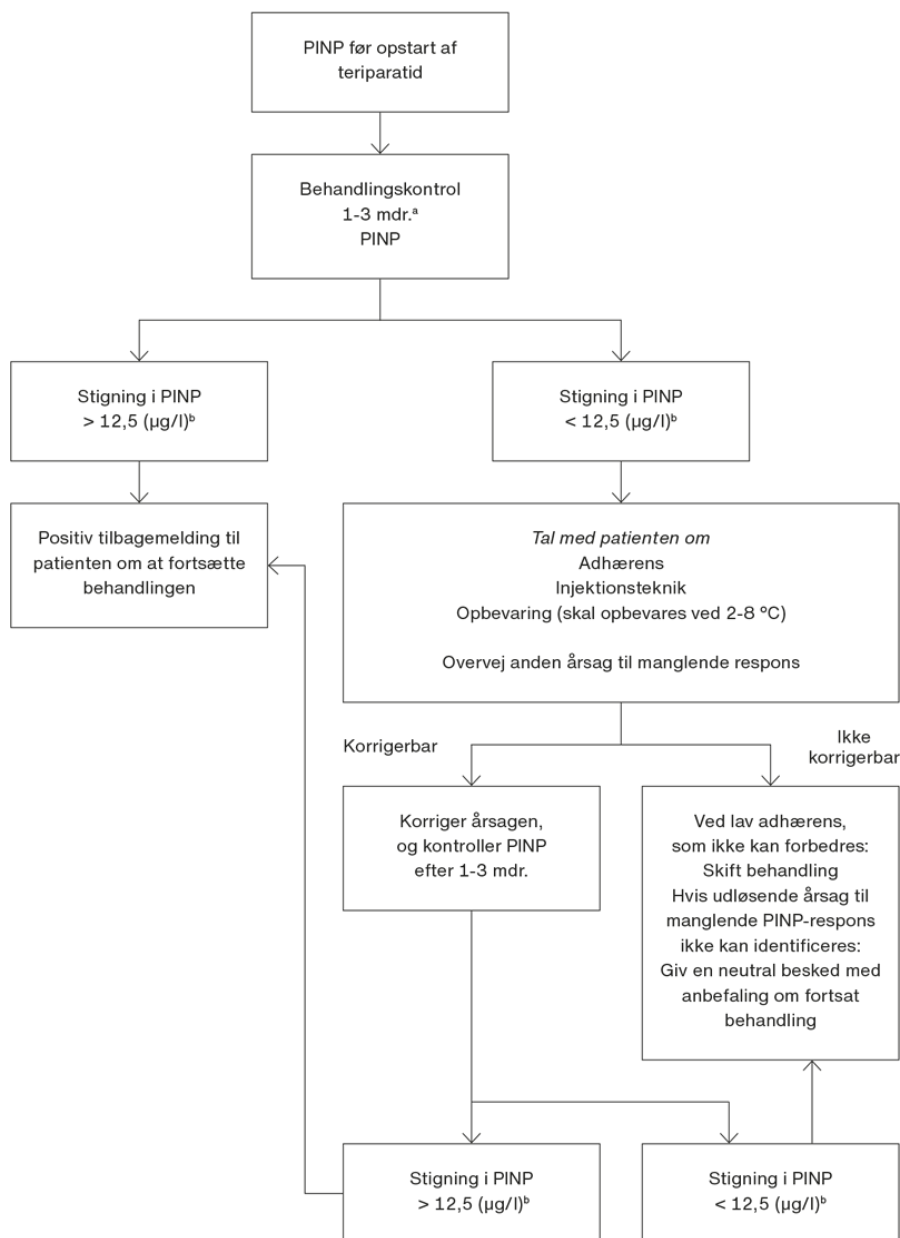 PINP før opstart af
teriparatid
Behandlingskontrol
1-3 mdr.ᵃ
PINP
Stigning i PINP
> 12,5 (µg/l)ᵇ
Stigning i PINP
< 12,5 (µg/l)ᵇ
Positiv tilbagemelding til
patienten om at fortsætte
behandlingen
Tal med patienten om
Adhærens
Injektionsteknik
Opbevaring (skal opbevares ved 2-8 ºC)
Overvej anden årsag til manglende respons
Korrigerbar
Ikke
korrigerbar
Korriger årsagen,
og kontroller PINP
efter 1-3 mdr.
Ved lav adhærens,
som ikke kan forbedres:
Skift behandling
Hvis udløsende årsag til
manglende PINP-respons
ikke kan identificeres:
Giv en neutral besked med
anbefaling om fortsat
behandling
Stigning i PINP
> 12,5 (µg/l)ᵇ
Stigning i PINP
< 12,5 (µg/l)ᵇ